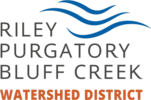 RILEY
PURGATORY
BLUFF CREEK
WATERSHED DISTRICT